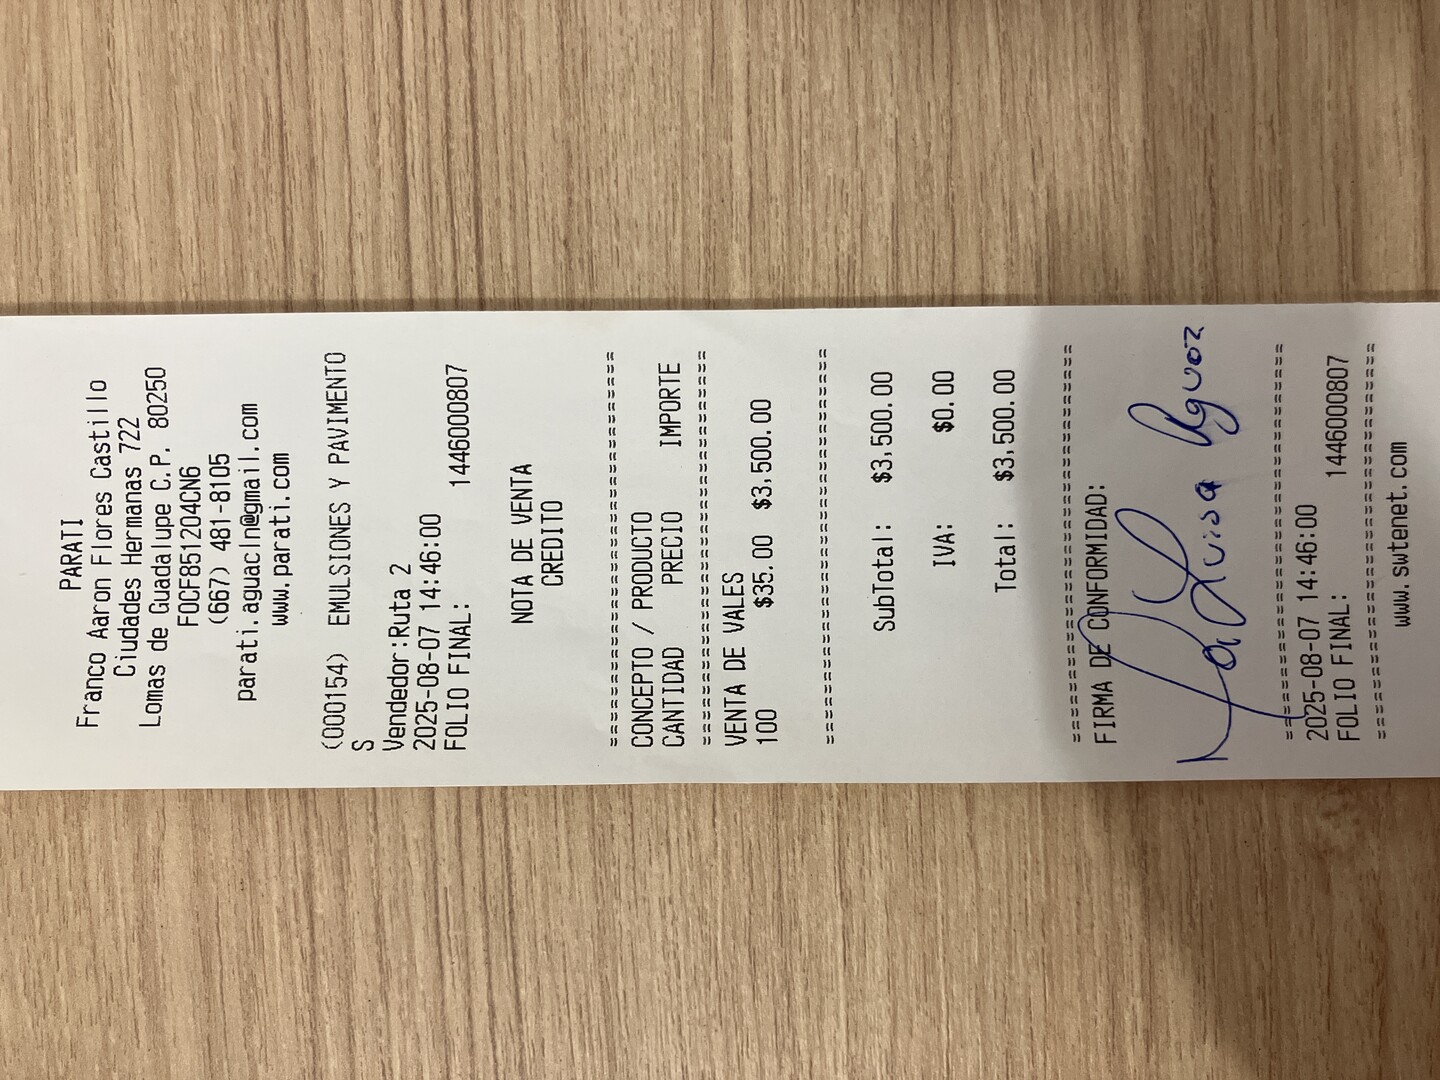 PARATI
Franco Aaron Flores Castillo
Ciudades Hermanas 722
Lomas de Guadalupe C.P. 80250
FOCF851204CN6
(667) 481-8105
parati.aguacln@gmail.com
www.parati.com
(000154) EMULSIONES Y PAVIMENTO
S
Vendedor:Ruta 2
2025-08-07 14:46:00
FOLIO FINAL: 1446000807
NOTA DE VENTA
CREDITO
==============================
CONCEPTO / PRODUCTO
CANTIDAD PRECIO IMPORTE
==============================
VENTA DE VALES
100 $35.00 $3,500.00
==============================
SubTotal: $3,500.00
IVA: $0.00
Total: $3,500.00
==============================
FIRMA DE CONFORMIDAD:
Ma Luisa
==============================
2025-08-07 14:46:00
FOLIO FINAL: 1446000807
==============================
www.swtenet.com